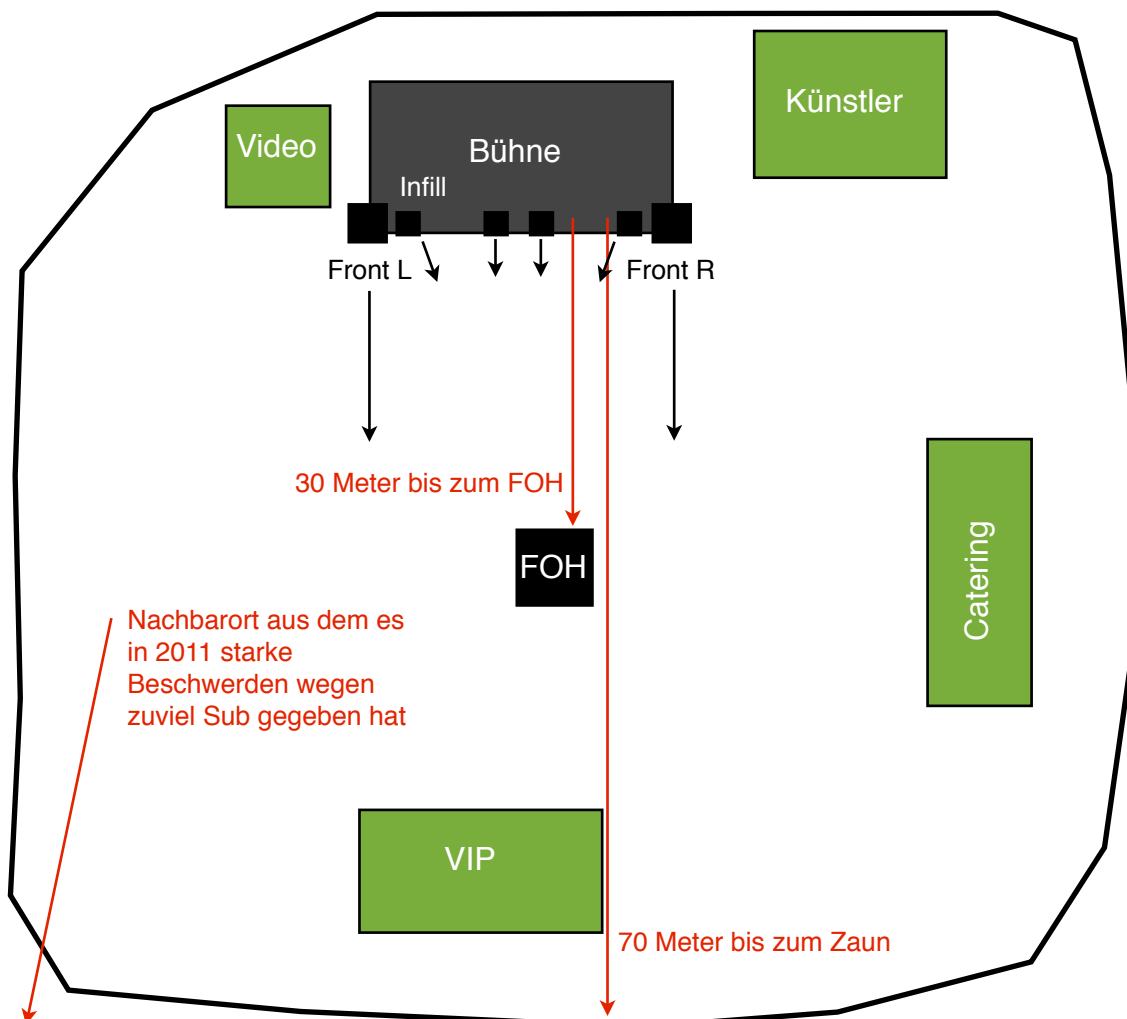 Künstler
Video
Bühne
Infill
Front L
Front R
30 Meter bis zum FOH
FOH
Catering
Nachbarort aus dem es
in 2011 starke
Beschwerden wegen
zuviel Sub gegeben hat
VIP
70 Meter bis zum Zaun